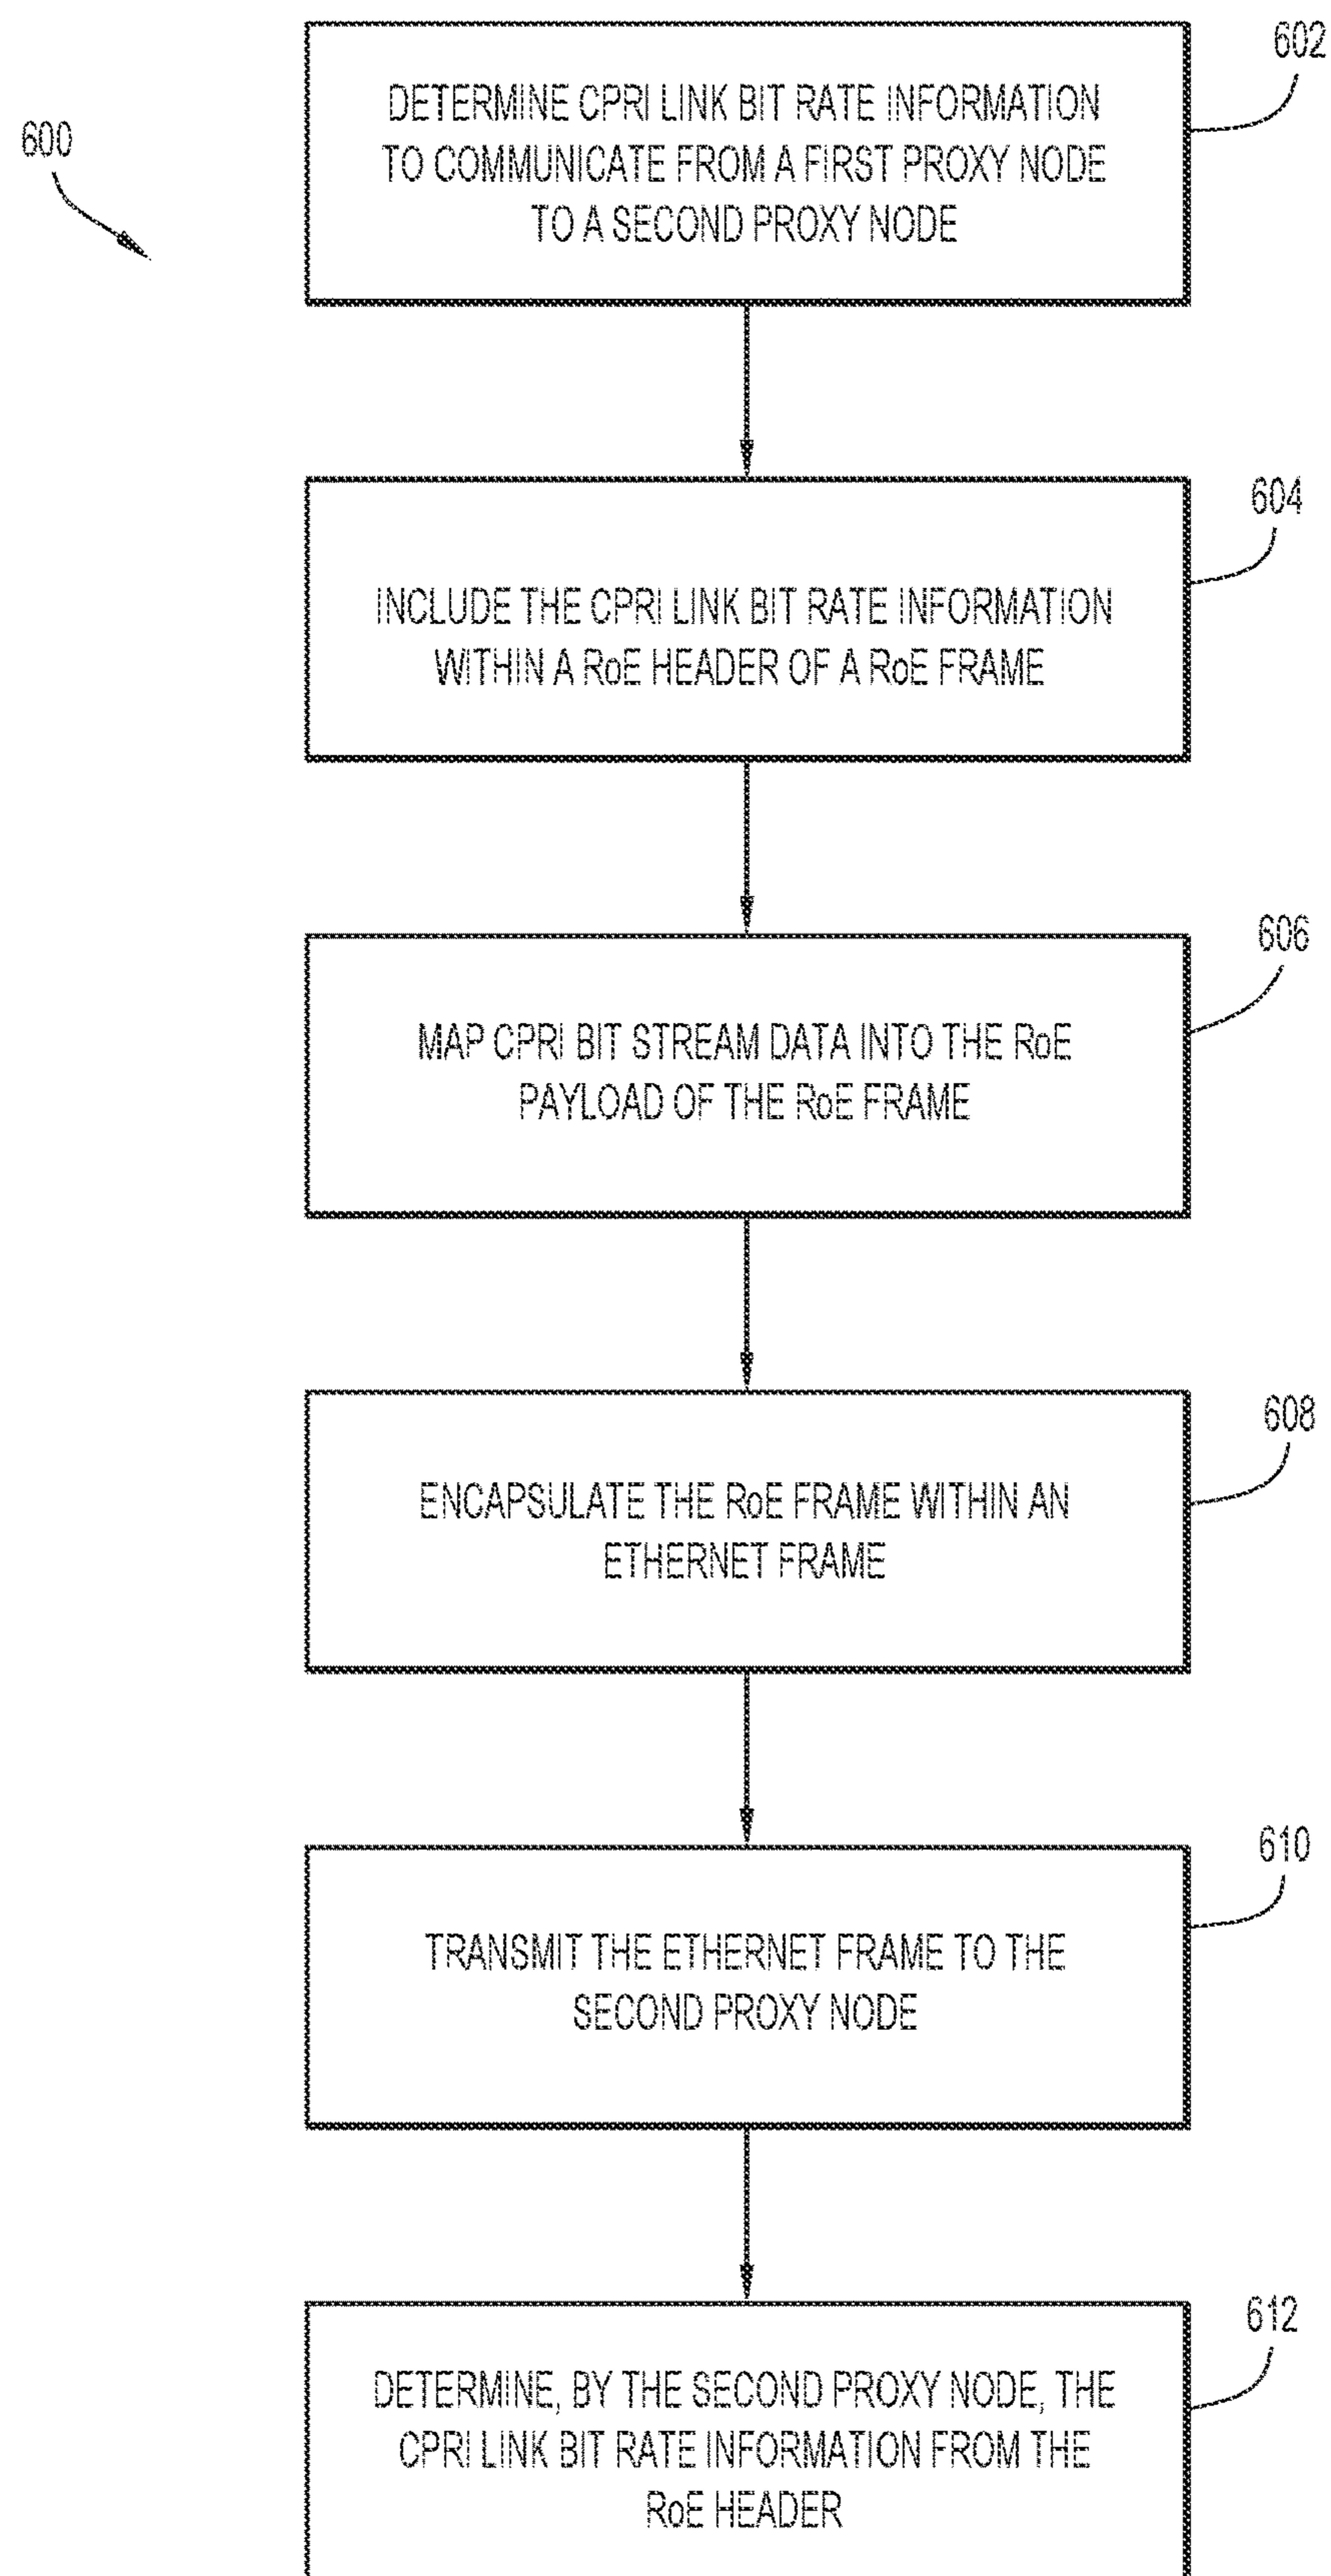 602
600
DETERMINE CPRI LINK BIT RATE INFORMATION
TO COMMUNICATE FROM A FIRST PROXY NODE
TO A SECOND PROXY NODE
604
INCLUDE THE CPRI LINK BIT RATE INFORMATION
WITHIN A RoE HEADER OF A RoE FRAME
606
MAP CPRI BIT STREAM DATA INTO THE RoE
PAYLOAD OF THE RoE FRAME
608
ENCAPSULATE THE RoE FRAME WITHIN AN
ETHERNET FRAME
610
TRANSMIT THE ETHERNET FRAME TO THE
SECOND PROXY NODE
612
DETERMINE, BY THE SECOND PROXY NODE, THE
CPRI LINK BIT RATE INFORMATION FROM THE
RoE HEADER